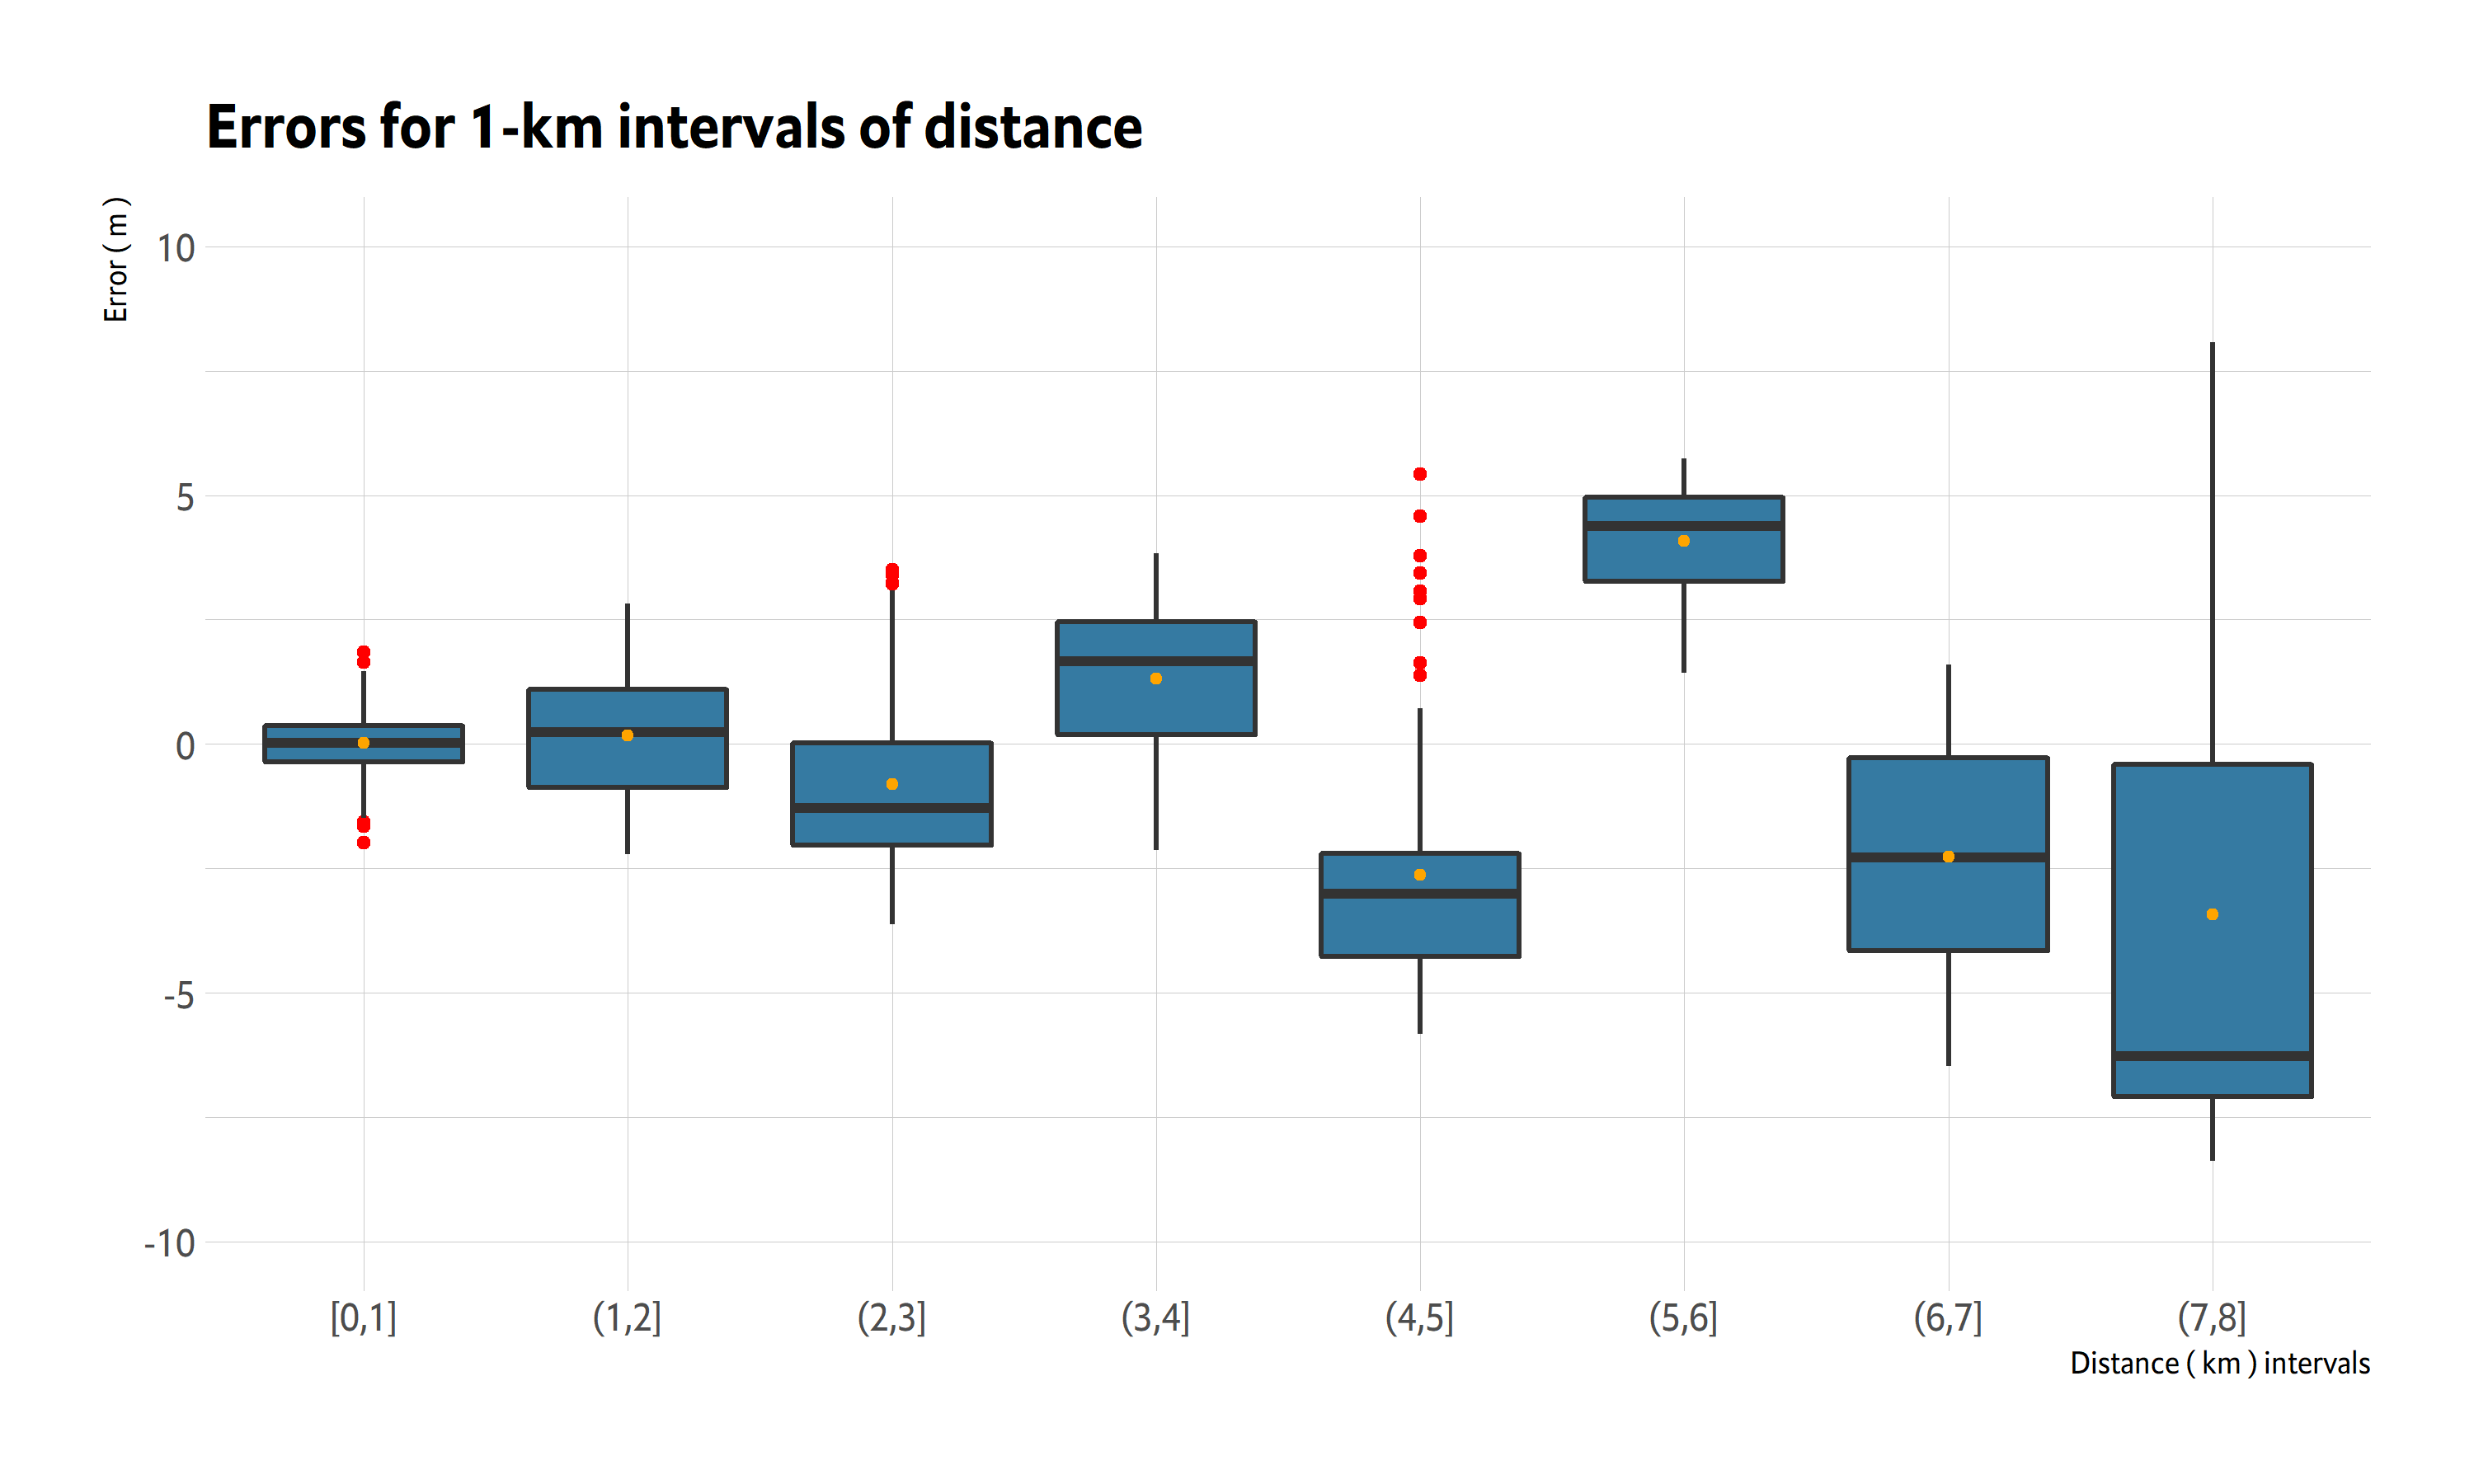 Errors for 1-km intervals of distance
Error ( m )
10
5
0
-5
-10
[0,1] (1,2] (2,3] (3,4] (4,5] (5,6] (6,7] (7,8]
Distance ( km ) intervals